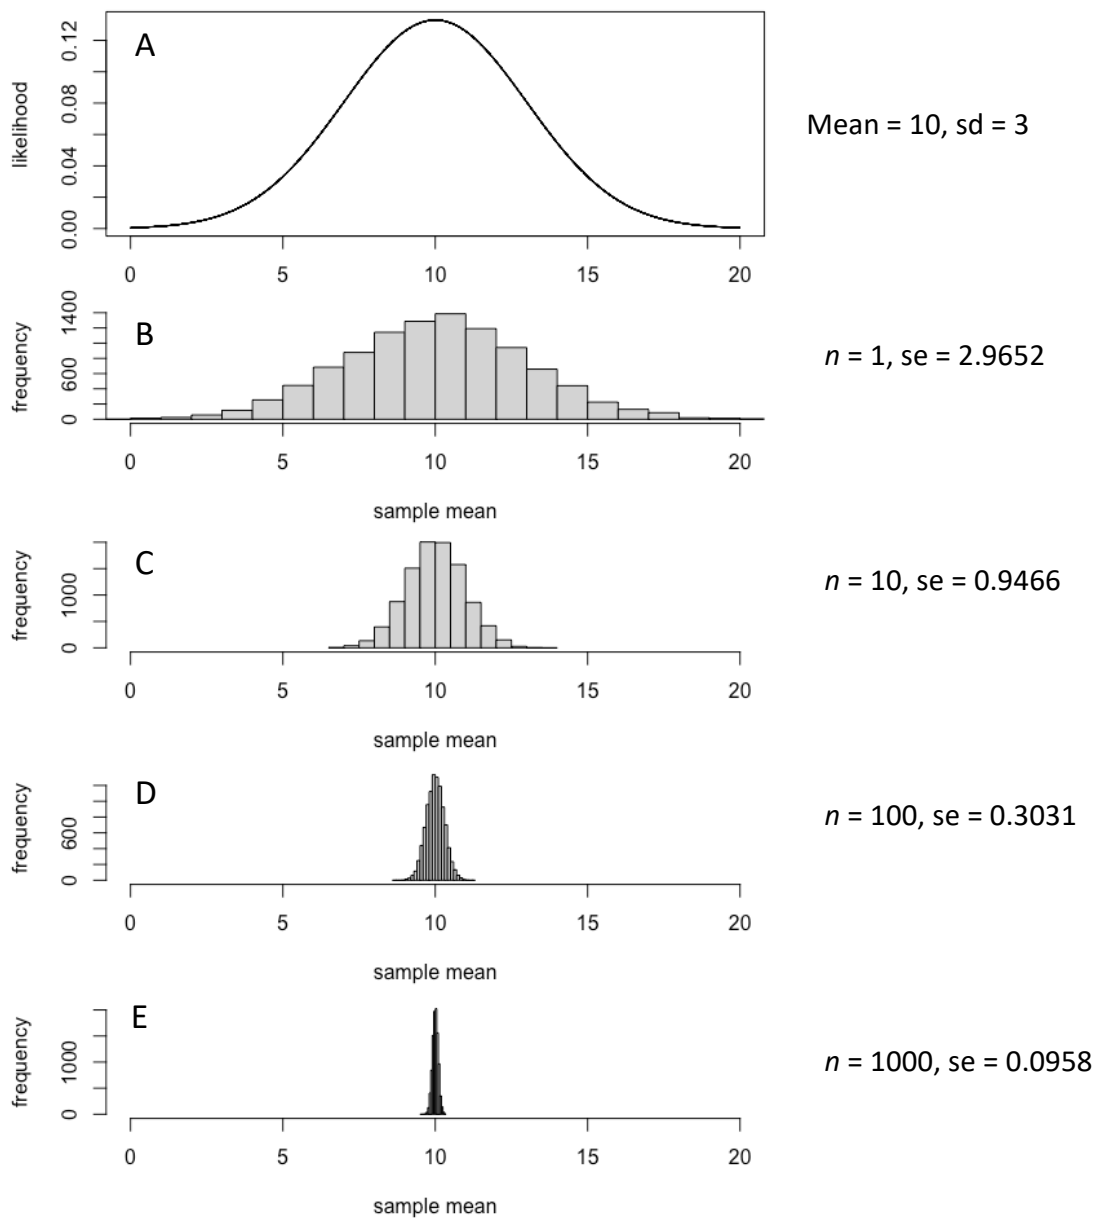 A
likelihood
0.00 0.04 0.08 0.12
0 5 10 15 20
Mean = 10, sd = 3
B
frequency
0 600 1400
0 5 10 15 20
sample mean
n = 1, se = 2.9652
C
frequency
0 1000
0 5 10 15 20
sample mean
n = 10, se = 0.9466
D
frequency
0 600
0 5 10 15 20
sample mean
n = 100, se = 0.3031
E
frequency
0 1000
0 5 10 15 20
sample mean
n = 1000, se = 0.0958